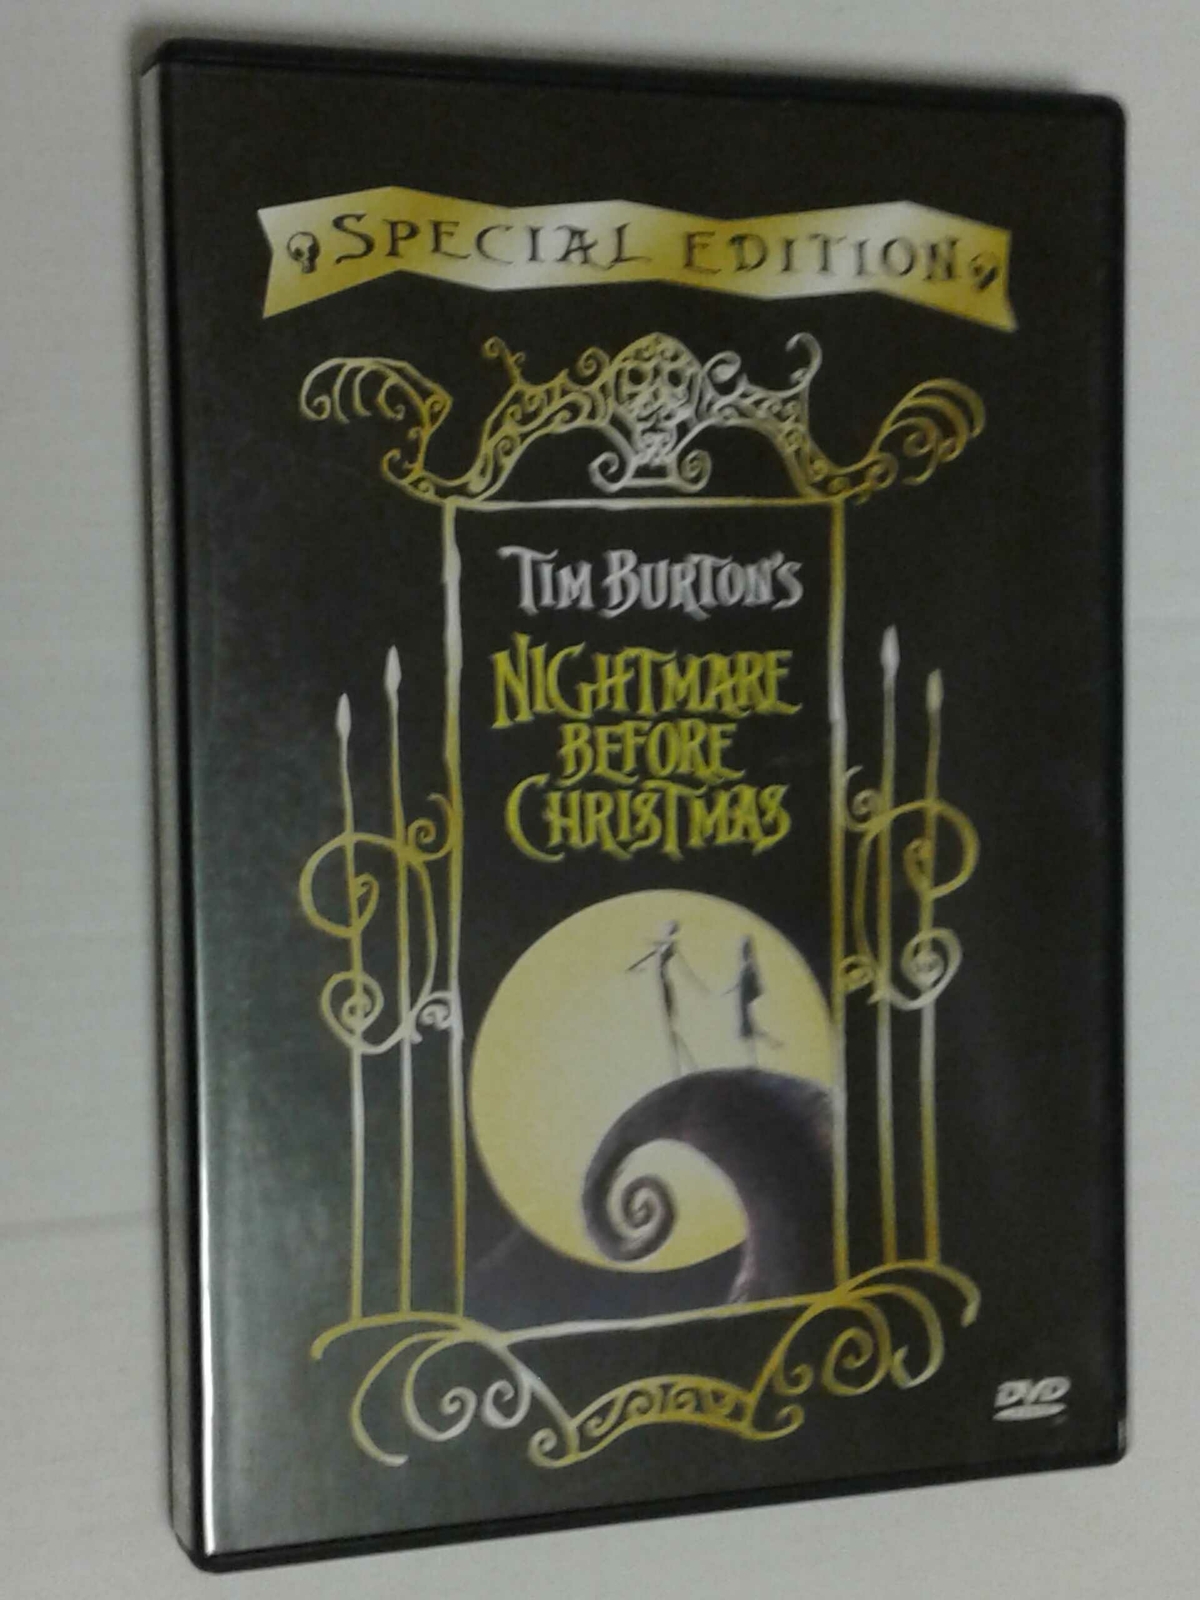 SPECIAL EDITION
TIM BURTON'S
NIGHTMARE
BEFORE
CHRISTMAS
DVD